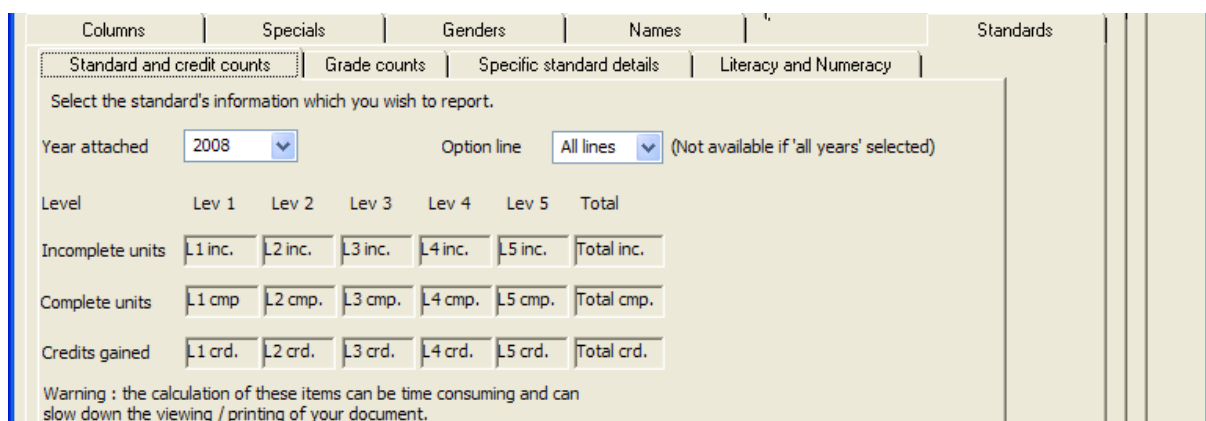 Columns Specials Genders Names Standards
Standard and credit counts Grade counts Specific standard details Literacy and Numeracy
Select the standard's information which you wish to report.
Year attached 2008 Option line All lines (Not available if 'all years' selected)
Level Lev 1 Lev 2 Lev 3 Lev 4 Lev 5 Total
Incomplete units L1 inc. L2 inc. L3 inc. L4 inc. L5 inc. Total inc.
Complete units L1 cmp L2 cmp. L3 cmp. L4 cmp. L5 cmp. Total cmp.
Credits gained L1 crd. L2 crd. L3 crd. L4 crd. L5 crd. Total crd.
Warning : the calculation of these items can be time consuming and can
slow down the viewing / printing of your document.